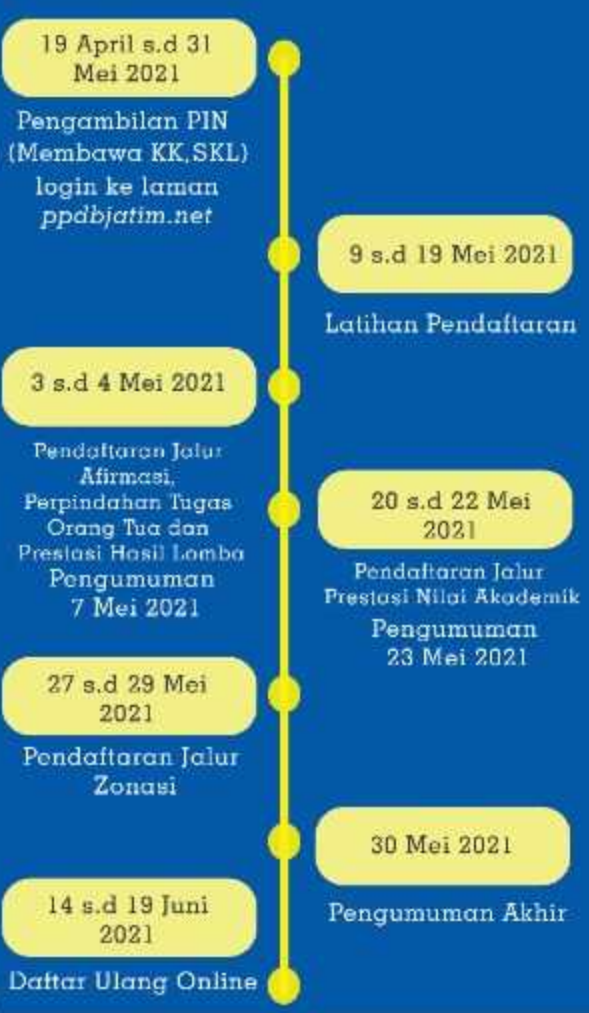 19 April s.d 31
Mei 2021
Pengambilan PIN
(Membawa KK,SKL)
login ke laman
ppdbjatim.net
9 s.d 19 Mei 2021
Latihan Pendaftaran
3 s.d 4 Mei 2021
Pendaftaran Jalur
Afirmasi,
Perpindahan Tugas
Orang Tua dan
Prestasi Hasil Lomba
Pengumuman
7 Mei 2021
20 s.d 22 Mei
2021
Pendaftaran Jalur
Prestasi Nilai Akademik
Pengumuman
23 Mei 2021
27 s.d 29 Mei
2021
Pendaftaran Jalur
Zonasi
30 Mei 2021
Pengumuman Akhir
14 s.d 19 Juni
2021
Daftar Ulang Online